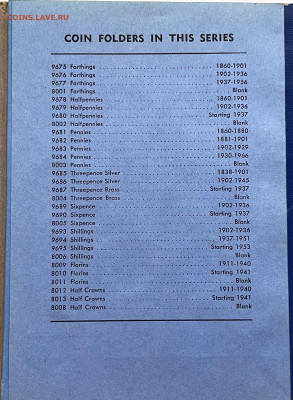 COINS.ЛАВ.RU
COIN FOLDERS IN THIS SERIES
9675 Farthings 1860-1901
9676 Farthings 1902-1936
9677 Farthings 1937-1956
8001 Farthings Blank
9678 Halfpennies 1860-1901
9679 Halfpennies 1902-1936
9680 Halfpennies Starting 1937
8002 Halfpennies Blank
9681 Pennies 1860-1880
9682 Pennies 1881-1901
9683 Pennies 1902-1929
9684 Pennies 1930-1966
8003 Pennies Blank
9685 Threepence Silver 1838-1901
9686 Threepence Silver 1902-1945
9687 Threepence Brass Starting 1937
8004 Threepence Brass Blank
9689 Sixpence 1902-1936
9690 Sixpence Starting 1937
8005 Sixpence Blank
9693 Shillings 1902-1936
9694 Shillings 1937-1951
9695 Shillings Starting 1953
8006 Shillings Blank
8009 Florins 1911-1940
8010 Florins Starting 1941
8011 Florins Blank
8012 Half Crowns 1911-1940
8013 Half Crowns Starting 1941
8008 Half Crowns Blank